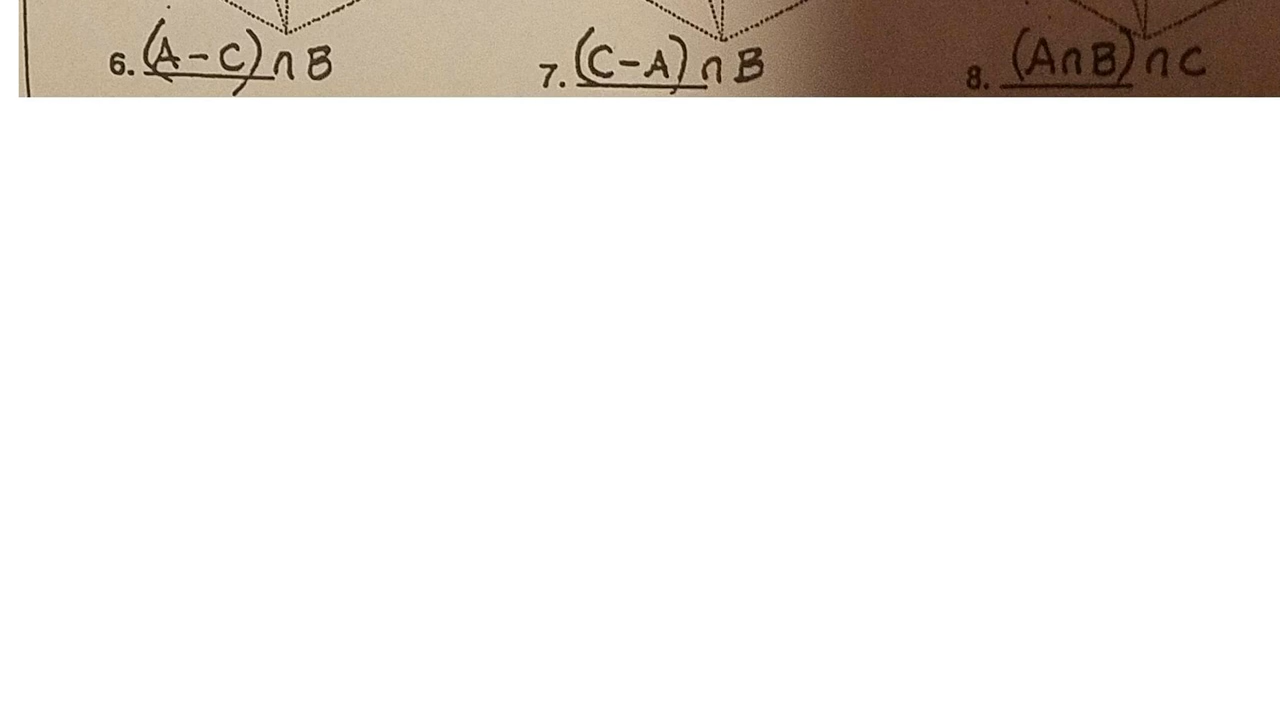 6. (A-C) ∩ B 7. (C-A) ∩ B 8. (A∩B) ∩ C